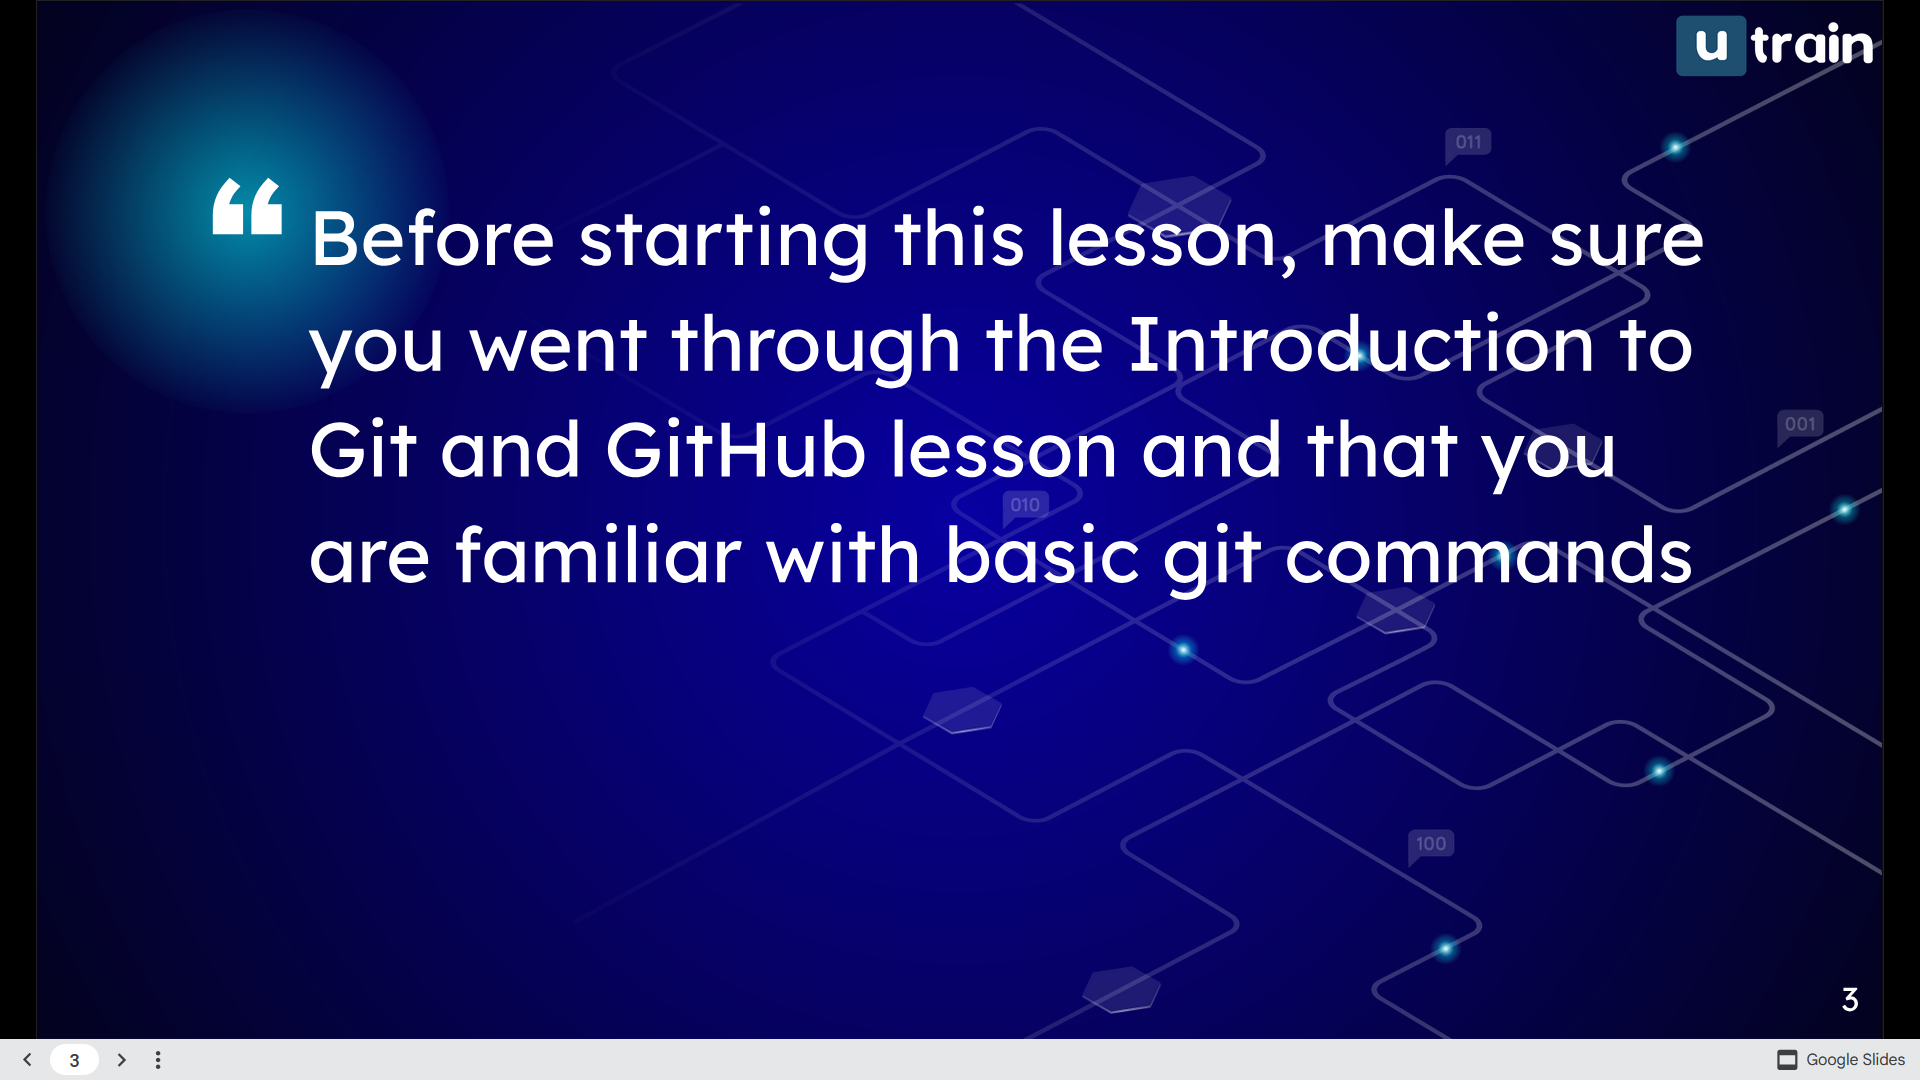 u train
011
“ Before starting this lesson, make sure
you went through the Introduction to
Git and GitHub lesson and that you
are familiar with basic git commands
001
010
100
3
3
Google Slides